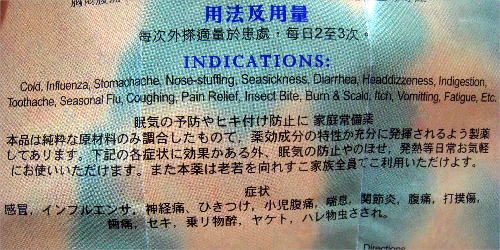 用法及用量
每次外搽適量於患處，每日2至3次。
INDICATIONS:
Cold, Influenza, Stomachache, Nose-stuffing, Seasickness, Diarrhea, Headdizzeness, Indigestion,
Toothache, Seasonal Flu, Coughing, Pain Relief, Insect Bite, Burn & Scald, Itch, Vomitting, Fatigue, Etc.
眠気の予防やヒキ付け防止に 家庭常備薬
本品は純粋な原材料のみ調合したもので，薬効成分の特性か充分に発揮されるよう製薬
してあります。下記の各症状に効果かある外、眠気の防止やのぼせ，発熱等日常お気軽
にお使いいただけます。また本薬は老若を向れすこ家族全員てこ利用いただけよす。
症状
感冒，インフルエンサ，神経痛、ひきつけ，小児腹痛，喘息，関節炎，腹痛，打撲傷，
歯痛，セキ，乗リ物酔，ヤケト，ハレ物虫さされ。
Directions